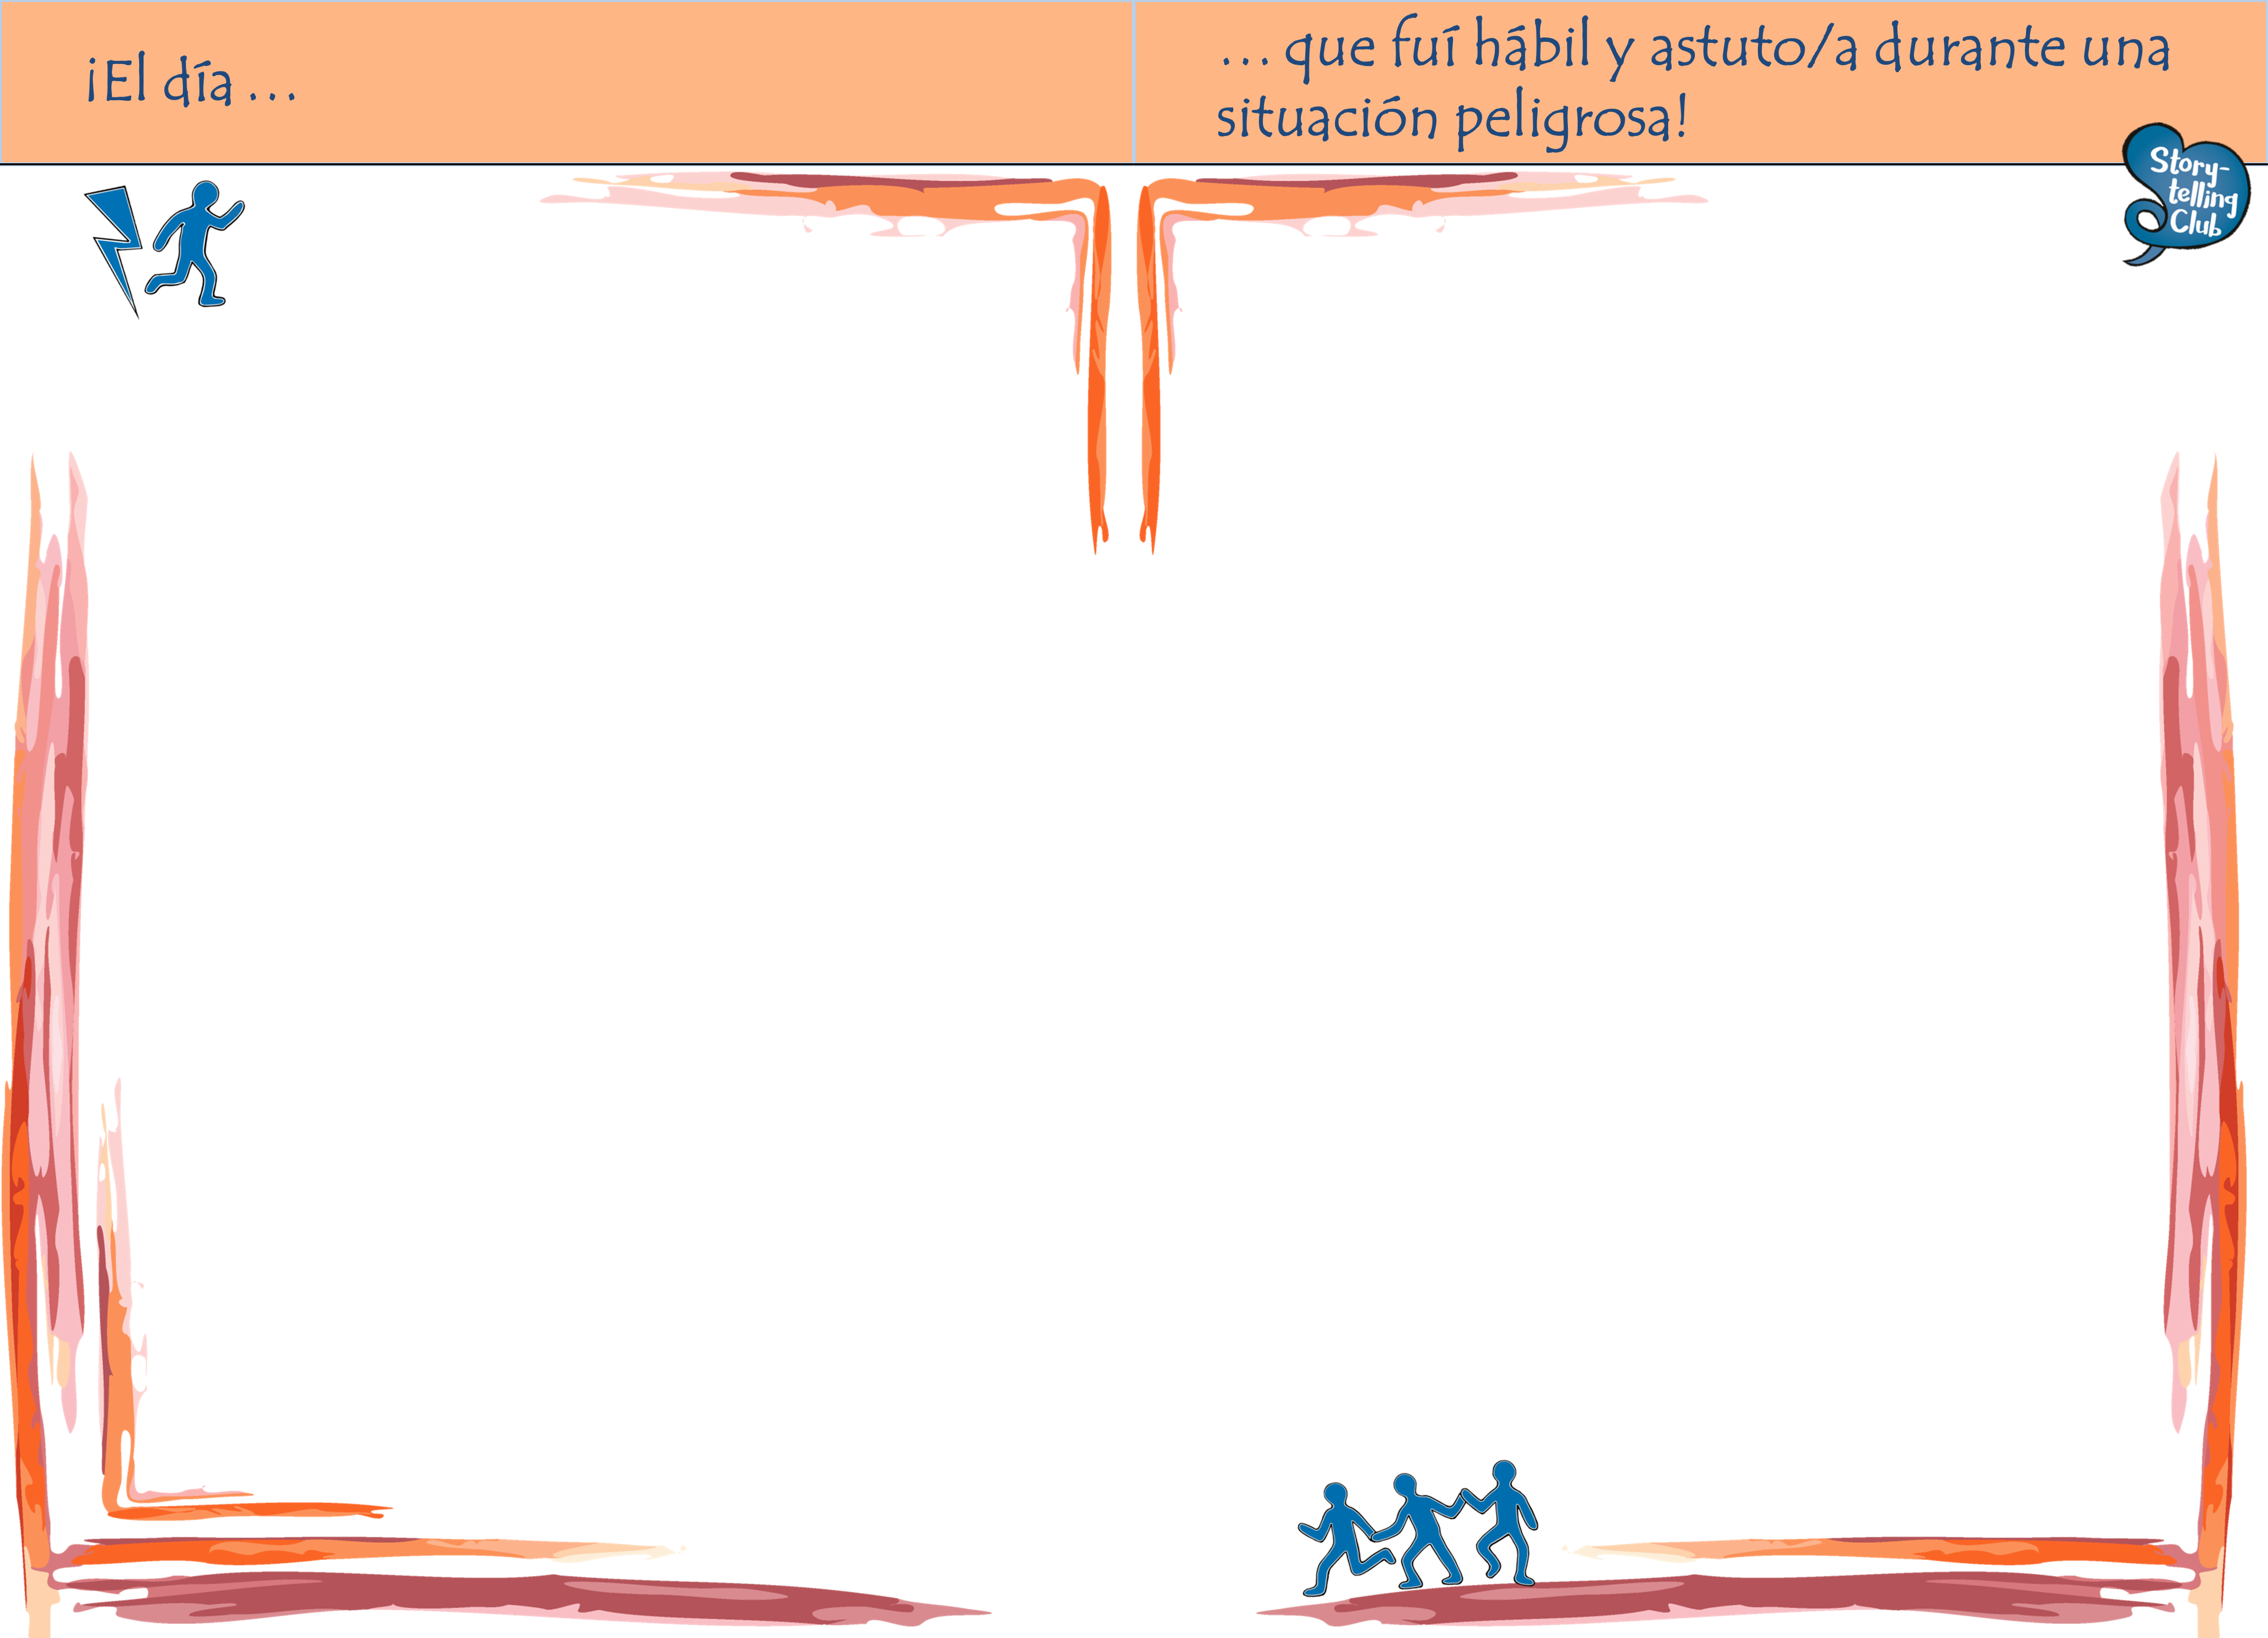 ¡El día ...
... que fuí hábil y astuto/a durante una
situación peligrosa!
Story-
telling
Club